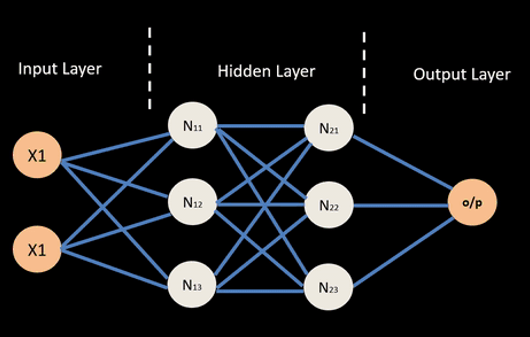 Input Layer
Hidden Layer
Output Layer
X1
X1
N11
N12
N13
N21
N22
N23
o/p